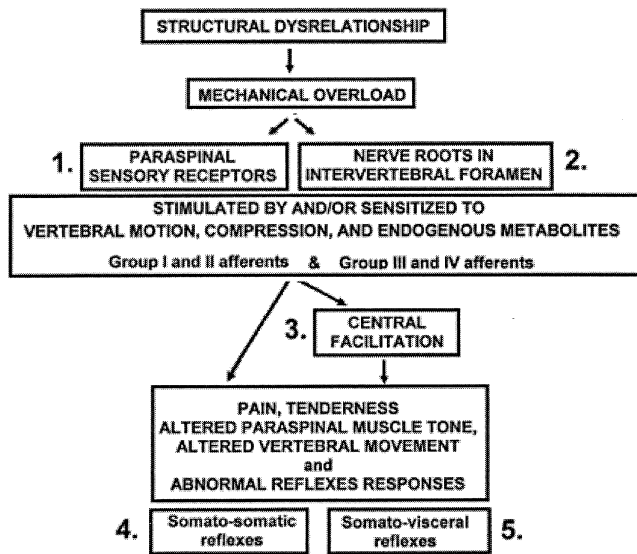 STRUCTURAL DYSRELATIONSHIP
MECHANICAL OVERLOAD
1.
PARASPINAL
SENSORY RECEPTORS
NERVE ROOTS IN
INTERVERTEBRAL FORAMEN
2.
STIMULATED BY AND/OR SENSITIZED TO
VERTEBRAL MOTION, COMPRESSION, AND ENDOGENOUS METABOLITES
Group I and II afferents & Group III and IV afferents
3.
CENTRAL
FACILITATION
PAIN, TENDERNESS
ALTERED PARASPINAL MUSCLE TONE,
ALTERED VERTEBRAL MOVEMENT
and
ABNORMAL REFLEXES RESPONSES
4.
Somato-somatic
reflexes
Somato-visceral
reflexes
5.